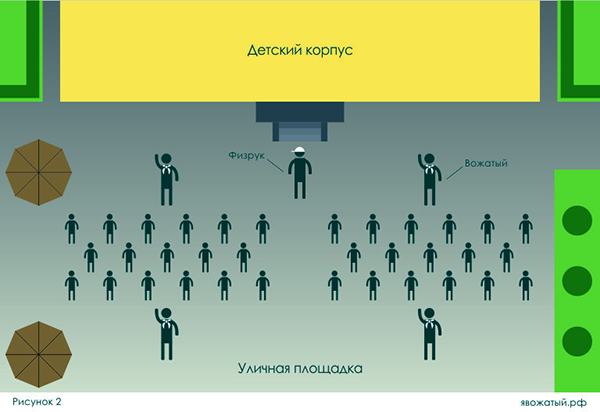 Детский корпус
Физрук
Вожатый
Уличная площадка
Рисунок 2
явожатый.рф